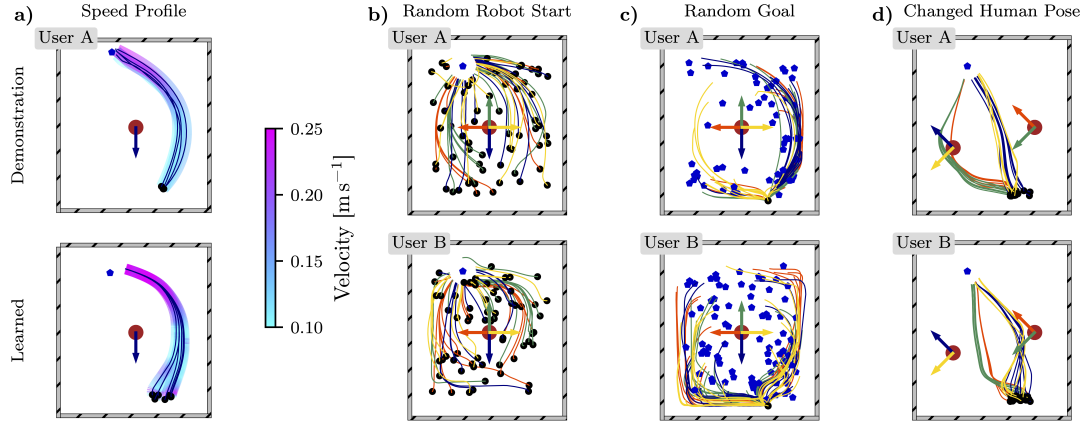 a)
Speed Profile
b)
Random Robot Start
c)
Random Goal
d)
Changed Human Pose
User A
User A
User A
User A
Demonstration
0.25
0.20
0.15
0.10
Velocity [m s⁻¹]
User B
User B
User B
Learned